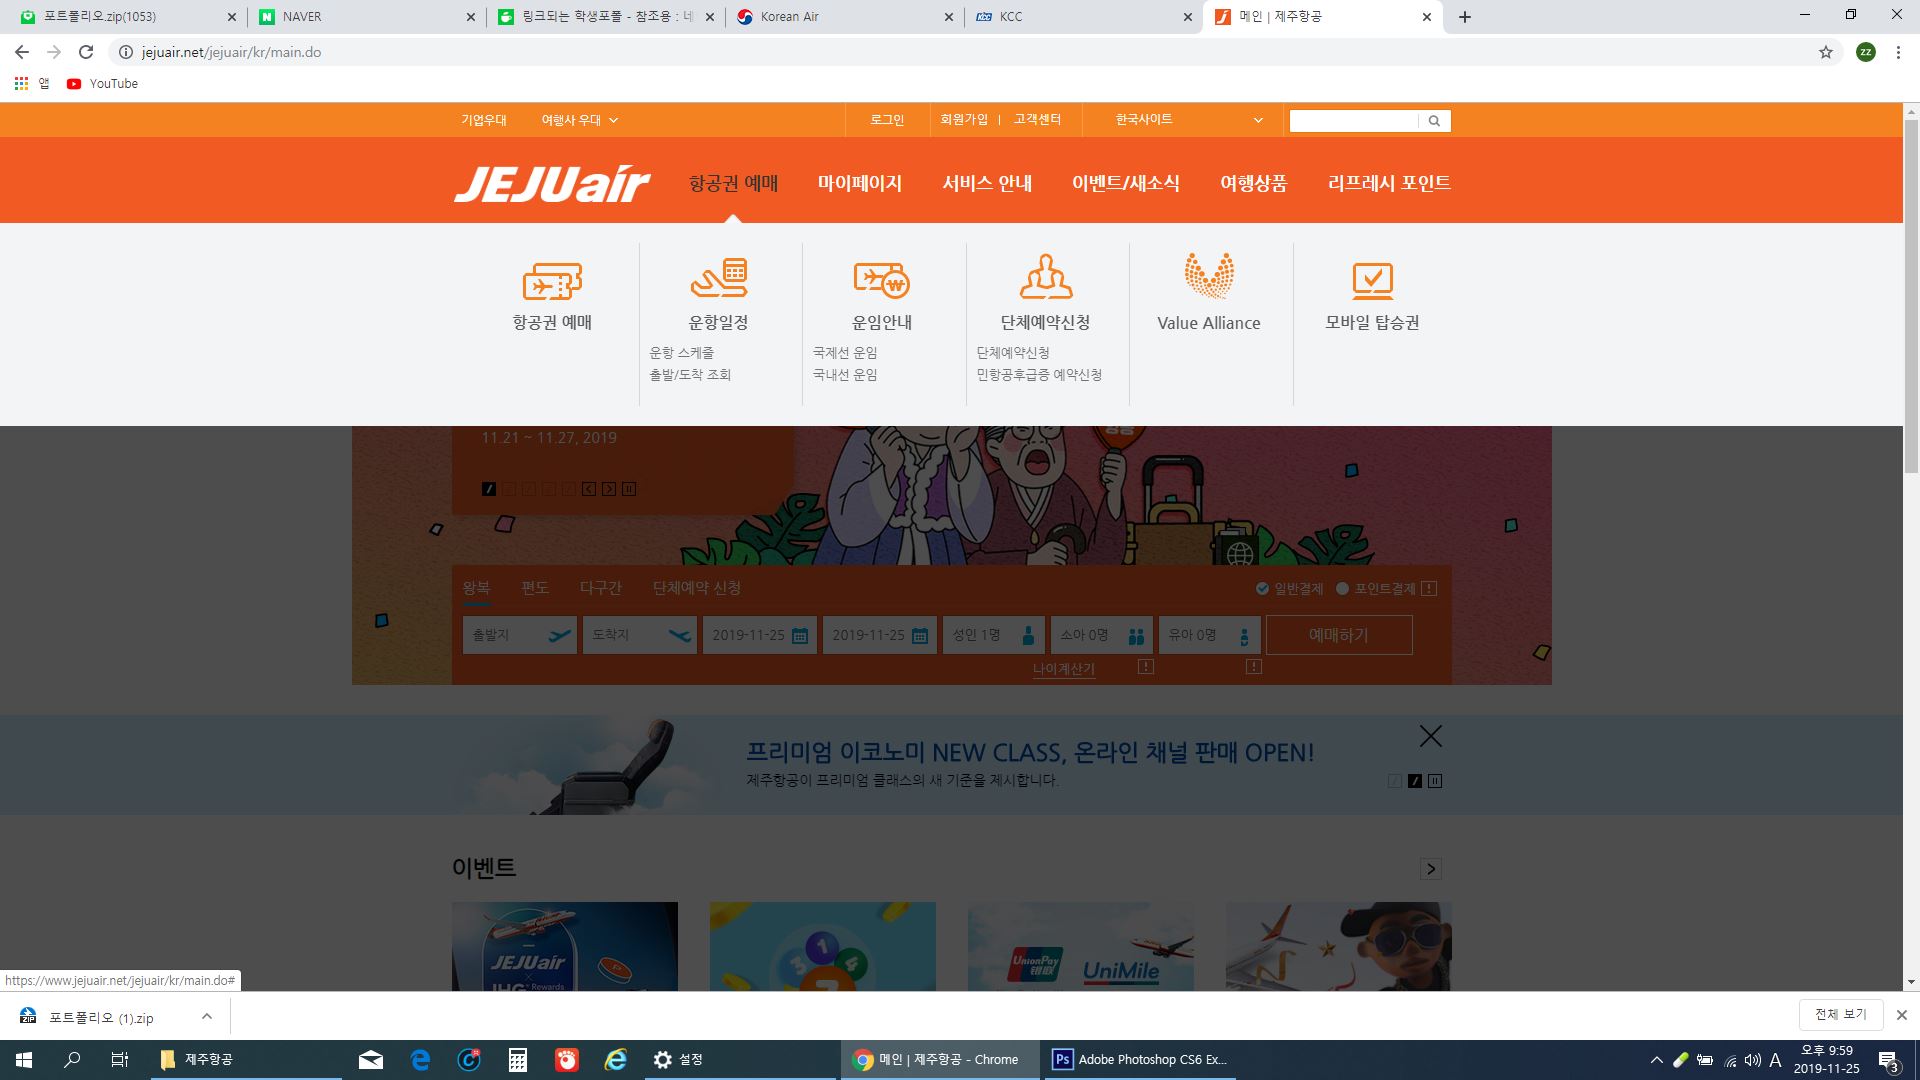 포트폴리오.zip(1053)
NAVER
링크되는 학생포폴 - 참조용 : 네
Korean Air
KCC
메인 | 제주항공
jejuair.net/jejuair/kr/main.do
ZZ
앱
YouTube
기업우대
여행사 우대
로그인
회원가입
고객센터
한국사이트
JEJUair
항공권 예매
마이페이지
서비스 안내
이벤트/새소식
여행상품
리프레시 포인트
항공권 예매
운항일정
운임안내
단체예약신청
Value Alliance
모바일 탑승권
운항 스케줄
국제선 운임
단체예약신청
출발/도착 조회
국내선 운임
민항공후급증 예약신청
11.21 ~ 11.27, 2019
왕복
편도
다구간
단체예약 신청
일반결제
포인트결제
출발지
도착지
2019-11-25
2019-11-25
성인 1명
소아 0명
유아 0명
예매하기
나이계산기
프리미엄 이코노미 NEW CLASS, 온라인 채널 판매 OPEN!
제주항공이 프리미엄 클래스의 새 기준을 제시합니다.
이벤트
JEJUair
IHG Rewards
1
3
4
7
UnionPay
银联
UniMile
https://www.jejuair.net/jejuair/kr/main.do#
포트폴리오 (1).zip
전체 보기
제주항공
설정
메인 | 제주항공 - Chrome
Adobe Photoshop CS6 Ex...
A
오후 9:59
2019-11-25
3